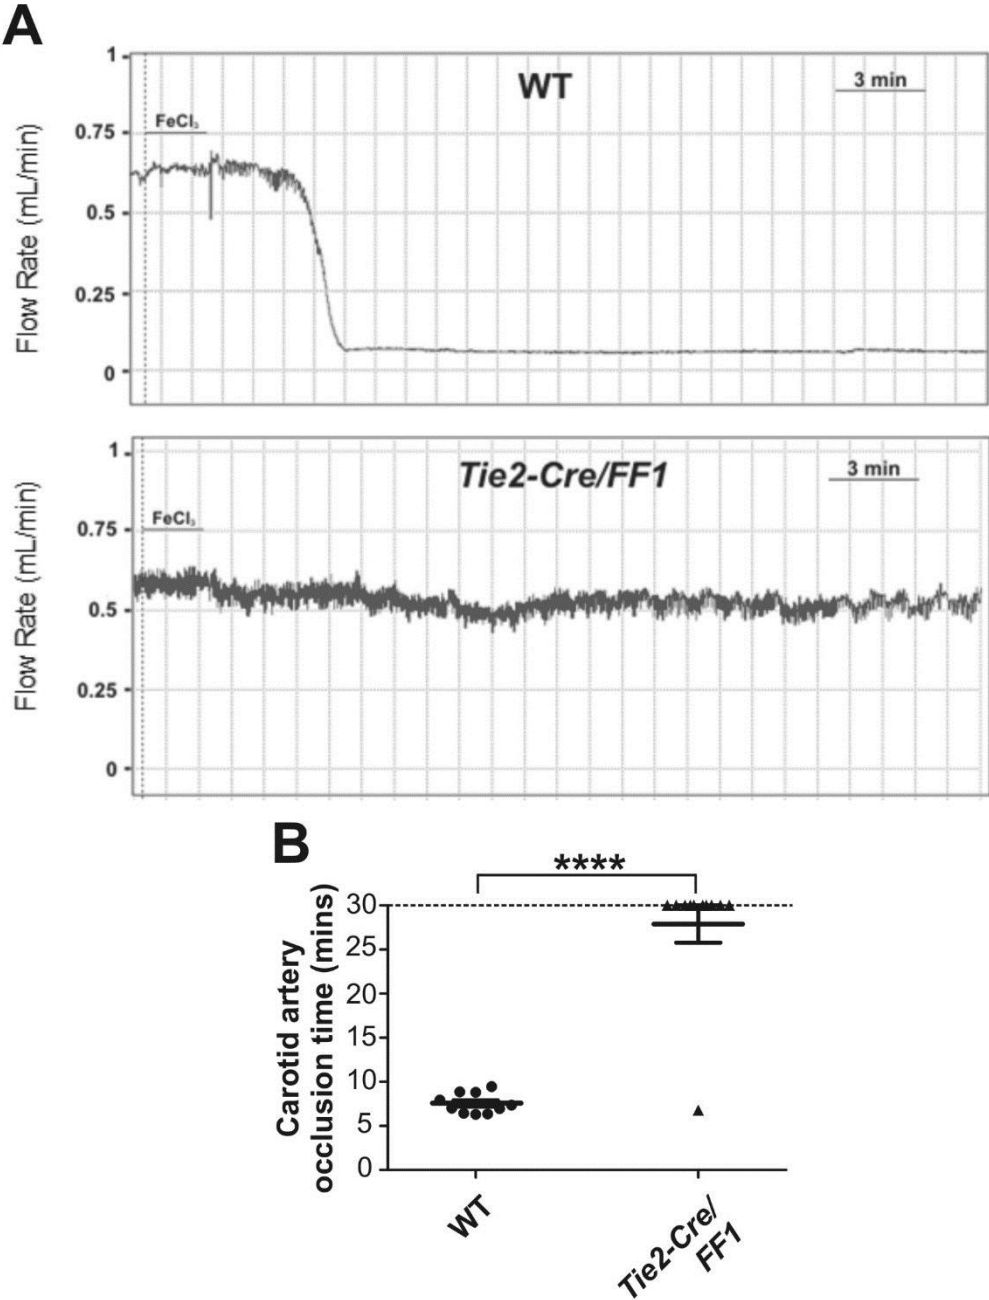 A
1
WT
3 min
FeCl₃
0.75
0.5
0.25
0
Flow Rate (mL/min)
1
Tie2-Cre/FF1
3 min
FeCl₃
0.75
0.5
0.25
0
Flow Rate (mL/min)
B
****
30
25
20
15
10
5
0
Carotid artery
occlusion time (mins)
WT
Tie2-Cre/
FF1